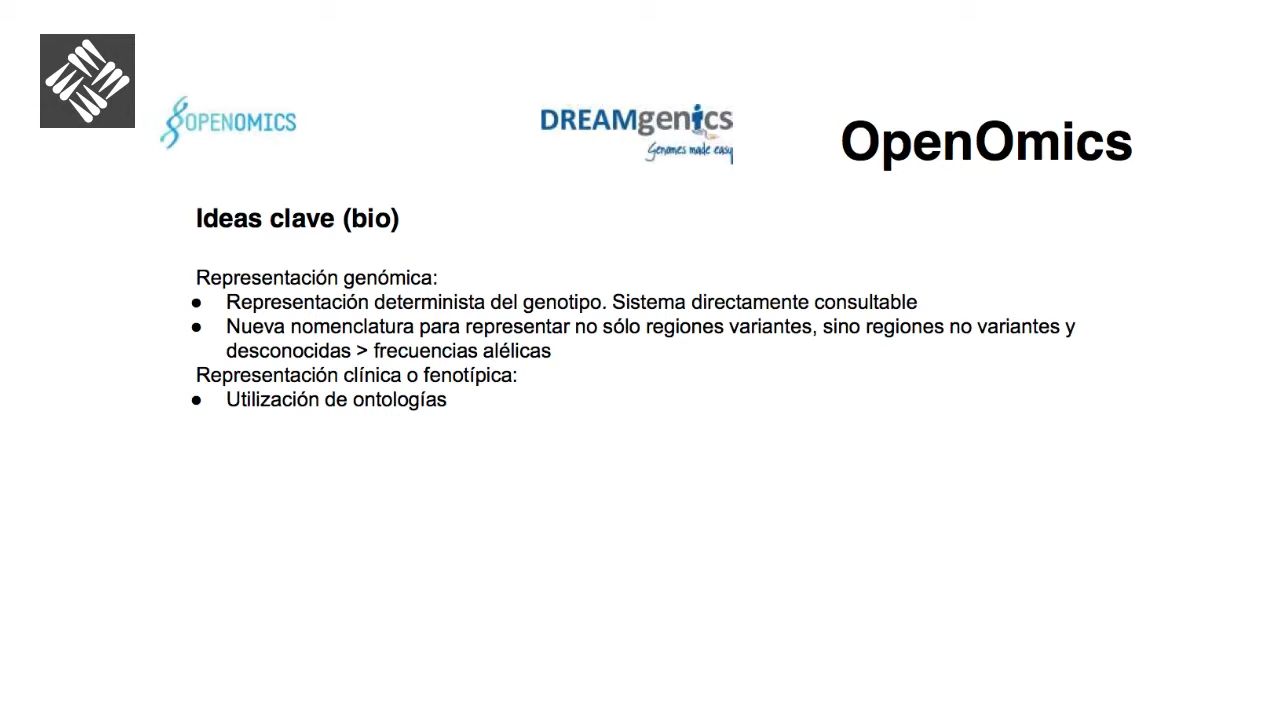 OPENOMICS
DREAMgenics
Genomes made easy
OpenOmics
Ideas clave (bio)
Representación genómica:
● Representación determinista del genotipo. Sistema directamente consultable
● Nueva nomenclatura para representar no sólo regiones variantes, sino regiones no variantes y
desconocidas > frecuencias alélicas
Representación clínica o fenotípica:
● Utilización de ontologías